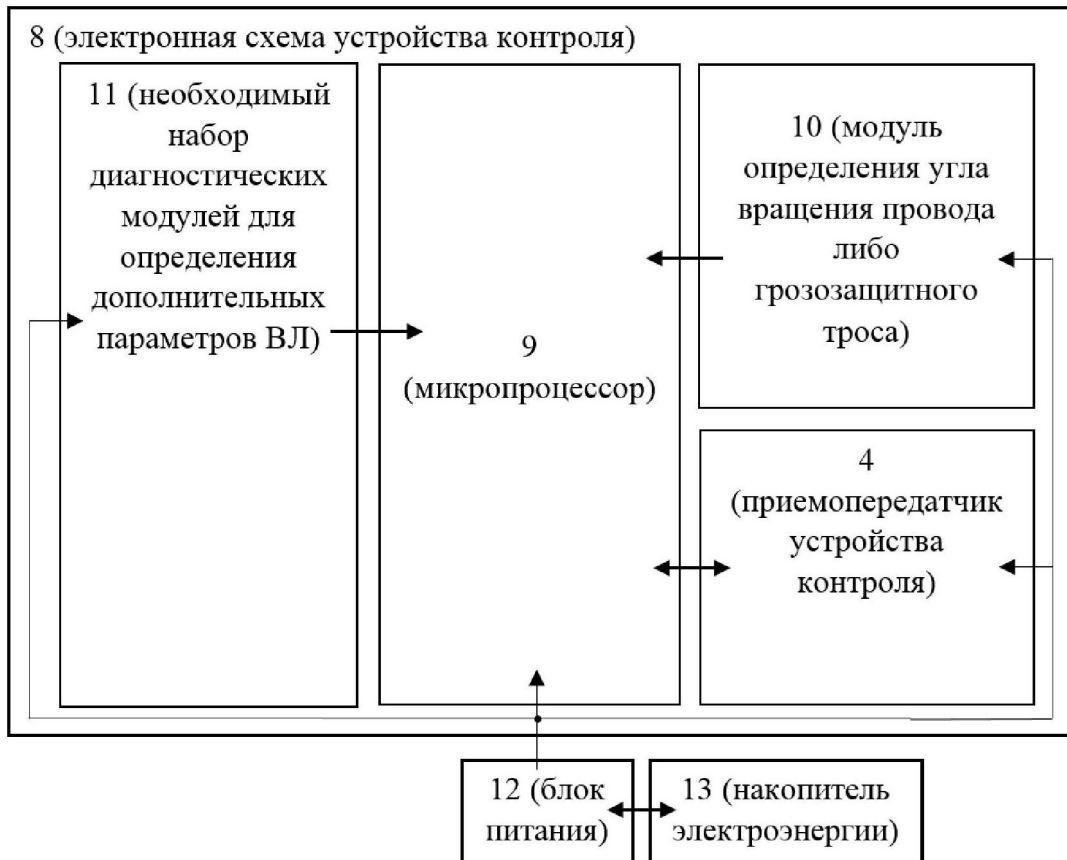 8 (электронная схема устройства контроля)
11 (необходимый
набор
диагностических
модулей для
определения
дополнительных
параметров ВЛ)
9
(микропроцессор)
10 (модуль
определения угла
вращения провода
либо
грозозащитного
троса)
4
(приемопередатчик
устройства
контроля)
12 (блок
питания)
13 (накопитель
электроэнергии)